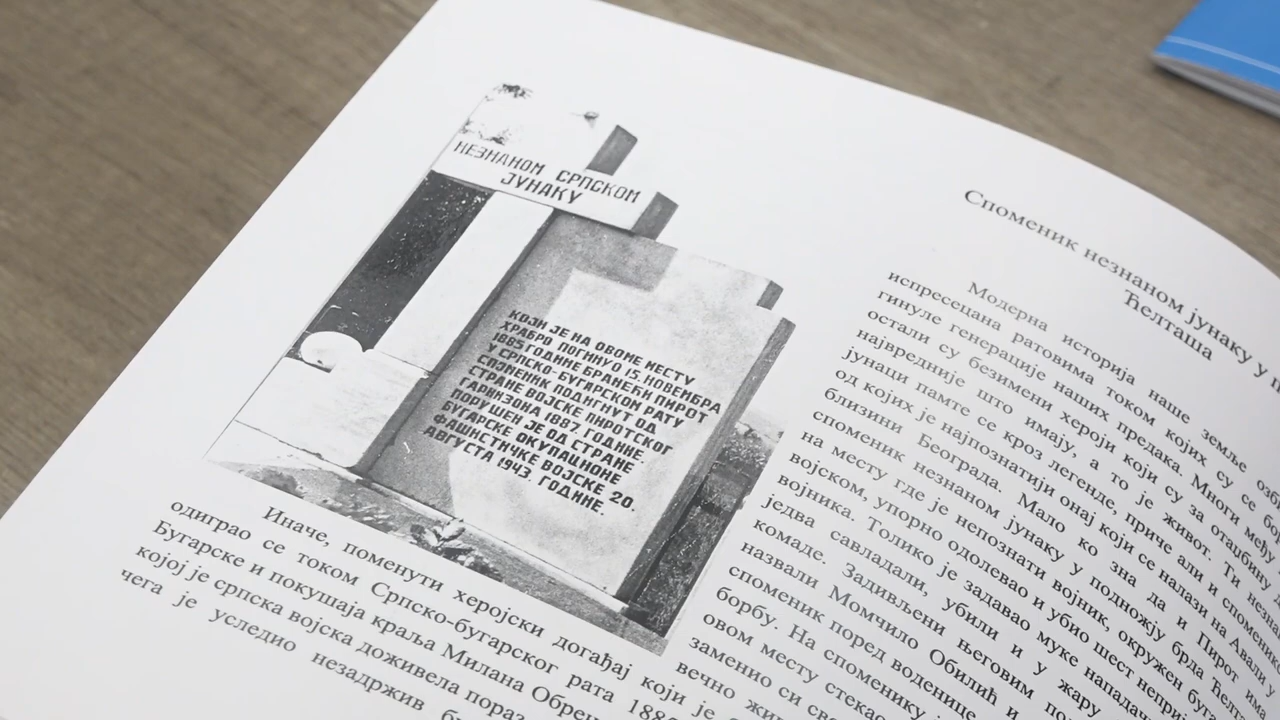 НЕЗНАНОМ СРПСКОМ
ЈУНАКУ
КОЈИ ЈЕ НА ОВОМЕ МЕСТУ
ХРАБРО ПОГИНУО 15. НОВЕМБРА
1885 ГОДИНЕ БРАНЕЋИ ПИРОТ
У СРПСКО-БУГАРСКОМ РАТУ
СПОМЕНИК ПОДИГНУТ ОД
СТРАНЕ ВОЈСКЕ ПИРОТСКОГ
ГАРНИЗОНА 1887. ГОДИНЕ
ПОРУШЕН ЈЕ ОД СТРАНЕ
БУГАРСКЕ ОКУПАЦИОНЕ
ФАШИСТИЧКЕ ВОЈСКЕ 20.
АВГУСТА 1943. ГОДИНЕ.
Иначе, поменути херојски догађај који је
одиграо се током Српско-бугарског рата
Бугарске и покушаја краља Милана
којој је српска војска доживела пораз
чега је уследио незадржив
Споменик незнаном јунаку у
Ћелташа
Модерна историја наше земље
испресецана ратовима током којих су се
гинуле генерације наших предака. Многи међу
остали су безимени хероји који су за отаџбину
највредније што имају, а то је живот. Ти
јунаци памте се кроз легенде, приче али и
од којих је најпознатији онај који се налази на Авали у
близини Београда. Мало ко зна да и Пирот има
споменик незнаном јунаку у подножју брда
на месту где је непознати војник, окружен
војском, упорно одолевао и убио шест
војника. Толико је задавао муке
једва савладали, убили и у жару
комаде. Задивљени његовим
назвали Момчило Обилић и
споменик поред воденице
борбу. На споменику
овом месту
заменио си
вечно